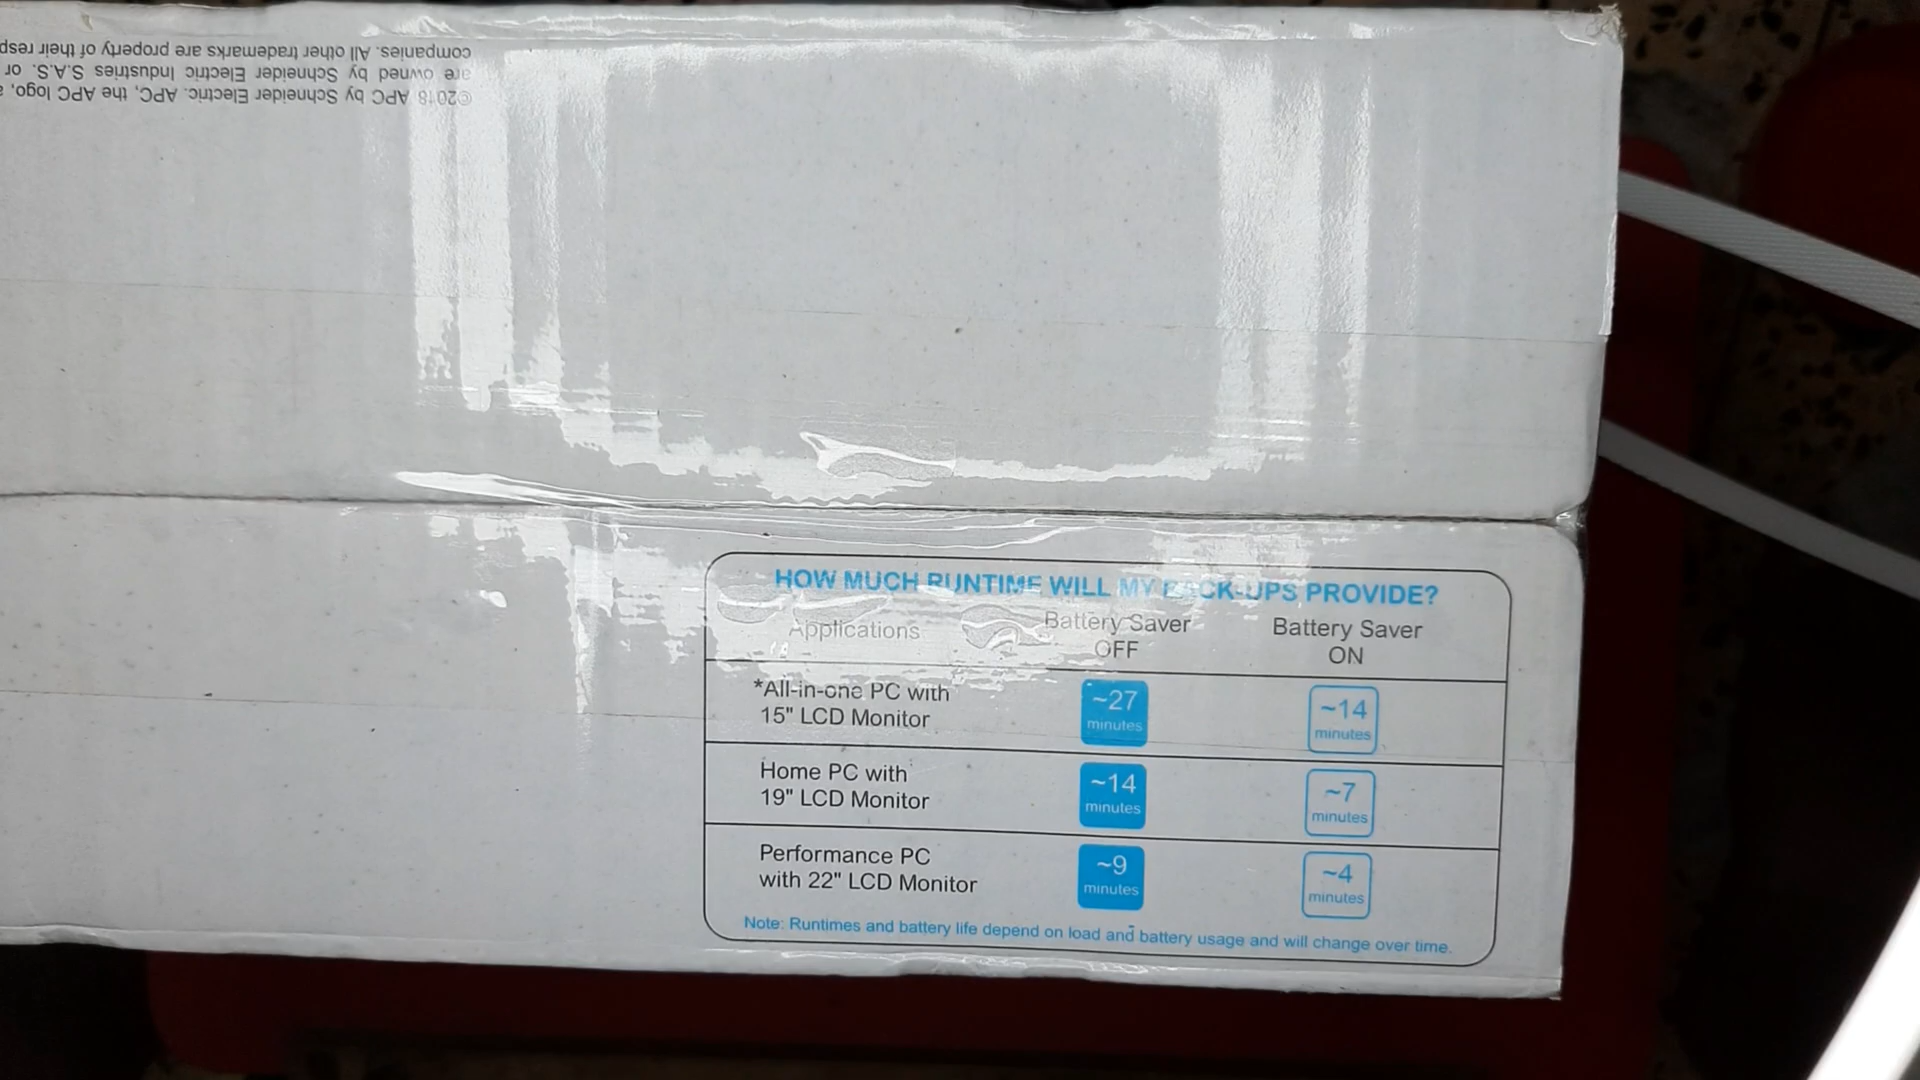 ©2018 APC by Schneider Electric. APC, the APC logo,
are owned by Schneider Electric Industries S.A.S. or
companies. All other trademarks are property of their
HOW MUCH RUNTIME WILL MY BACK-UPS PROVIDE?
Applications Battery Saver OFF Battery Saver ON
*All-in-one PC with
15" LCD Monitor
~27 minutes
~14 minutes
Home PC with
19" LCD Monitor
~14 minutes
~7 minutes
Performance PC
with 22" LCD Monitor
~9 minutes
~4 minutes
Note: Runtimes and battery life depend on load and battery usage and will change over time.